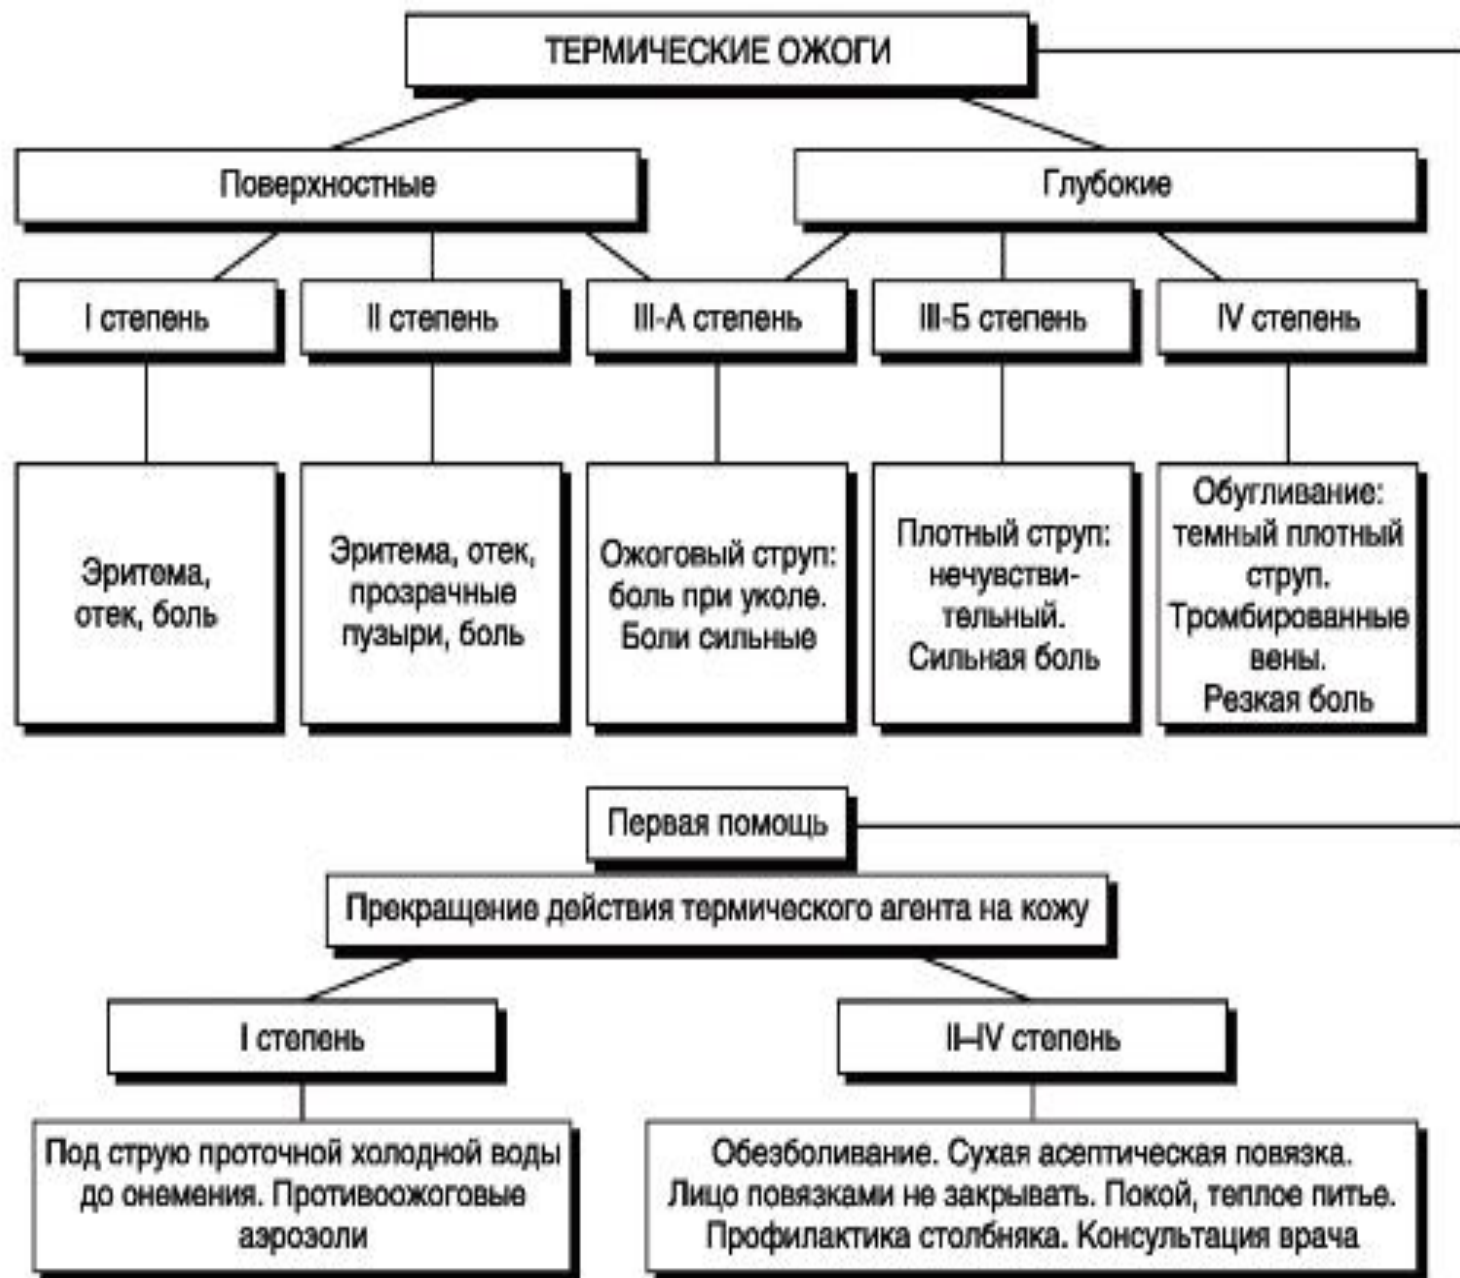 ТЕРМИЧЕСКИЕ ОЖОГИ
Поверхностные
Глубокие
I степень
II степень
III-А степень
III-Б степень
IV степень
Эритема,
отек, боль
Эритема, отек,
прозрачные
пузыри, боль
Ожоговый струп:
боль при уколе.
Боли сильные
Плотный струп:
нечувстви-
тельный.
Сильная боль
Обугливание:
темный плотный
струп.
Тромбированные
вены.
Резкая боль
Первая помощь
Прекращение действия термического агента на кожу
I степень
II–IV степень
Под струю проточной холодной воды
до онемения. Противоожоговые
аэрозоли
Обезболивание. Сухая асептическая повязка.
Лицо повязками не закрывать. Покой, теплое питье.
Профилактика столбняка. Консультация врача